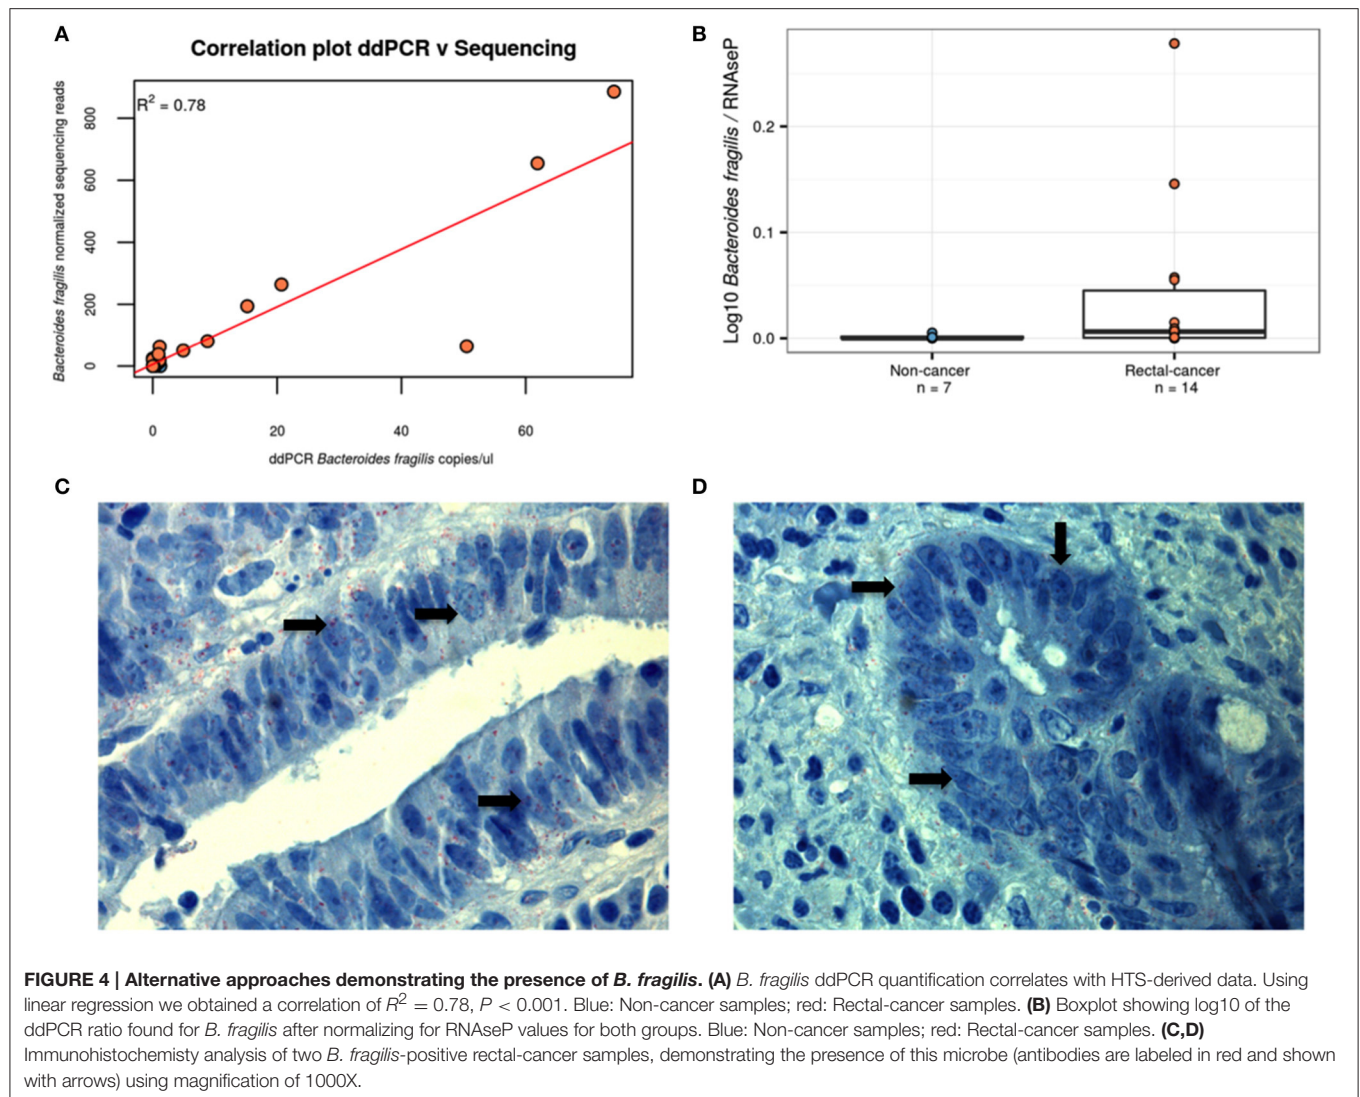 A
Correlation plot ddPCR v Sequencing
R² = 0.78
Bacteroides fragilis normalized sequencing reads
800
600
400
200
0
0 20 40 60
ddPCR Bacteroides fragilis copies/ul
B
Log10 Bacteroides fragilis / RNAseP
0.2
0.1
0.0
Non-cancer
n = 7
Rectal-cancer
n = 14
C
D
FIGURE 4 | Alternative approaches demonstrating the presence of B. fragilis. (A) B. fragilis ddPCR quantification correlates with HTS-derived data. Using
linear regression we obtained a correlation of R² = 0.78, P < 0.001. Blue: Non-cancer samples; red: Rectal-cancer samples. (B) Boxplot showing log10 of the
ddPCR ratio found for B. fragilis after normalizing for RNAseP values for both groups. Blue: Non-cancer samples; red: Rectal-cancer samples. (C,D)
Immunohistochemisty analysis of two B. fragilis-positive rectal-cancer samples, demonstrating the presence of this microbe (antibodies are labeled in red and shown
with arrows) using magnification of 1000X.